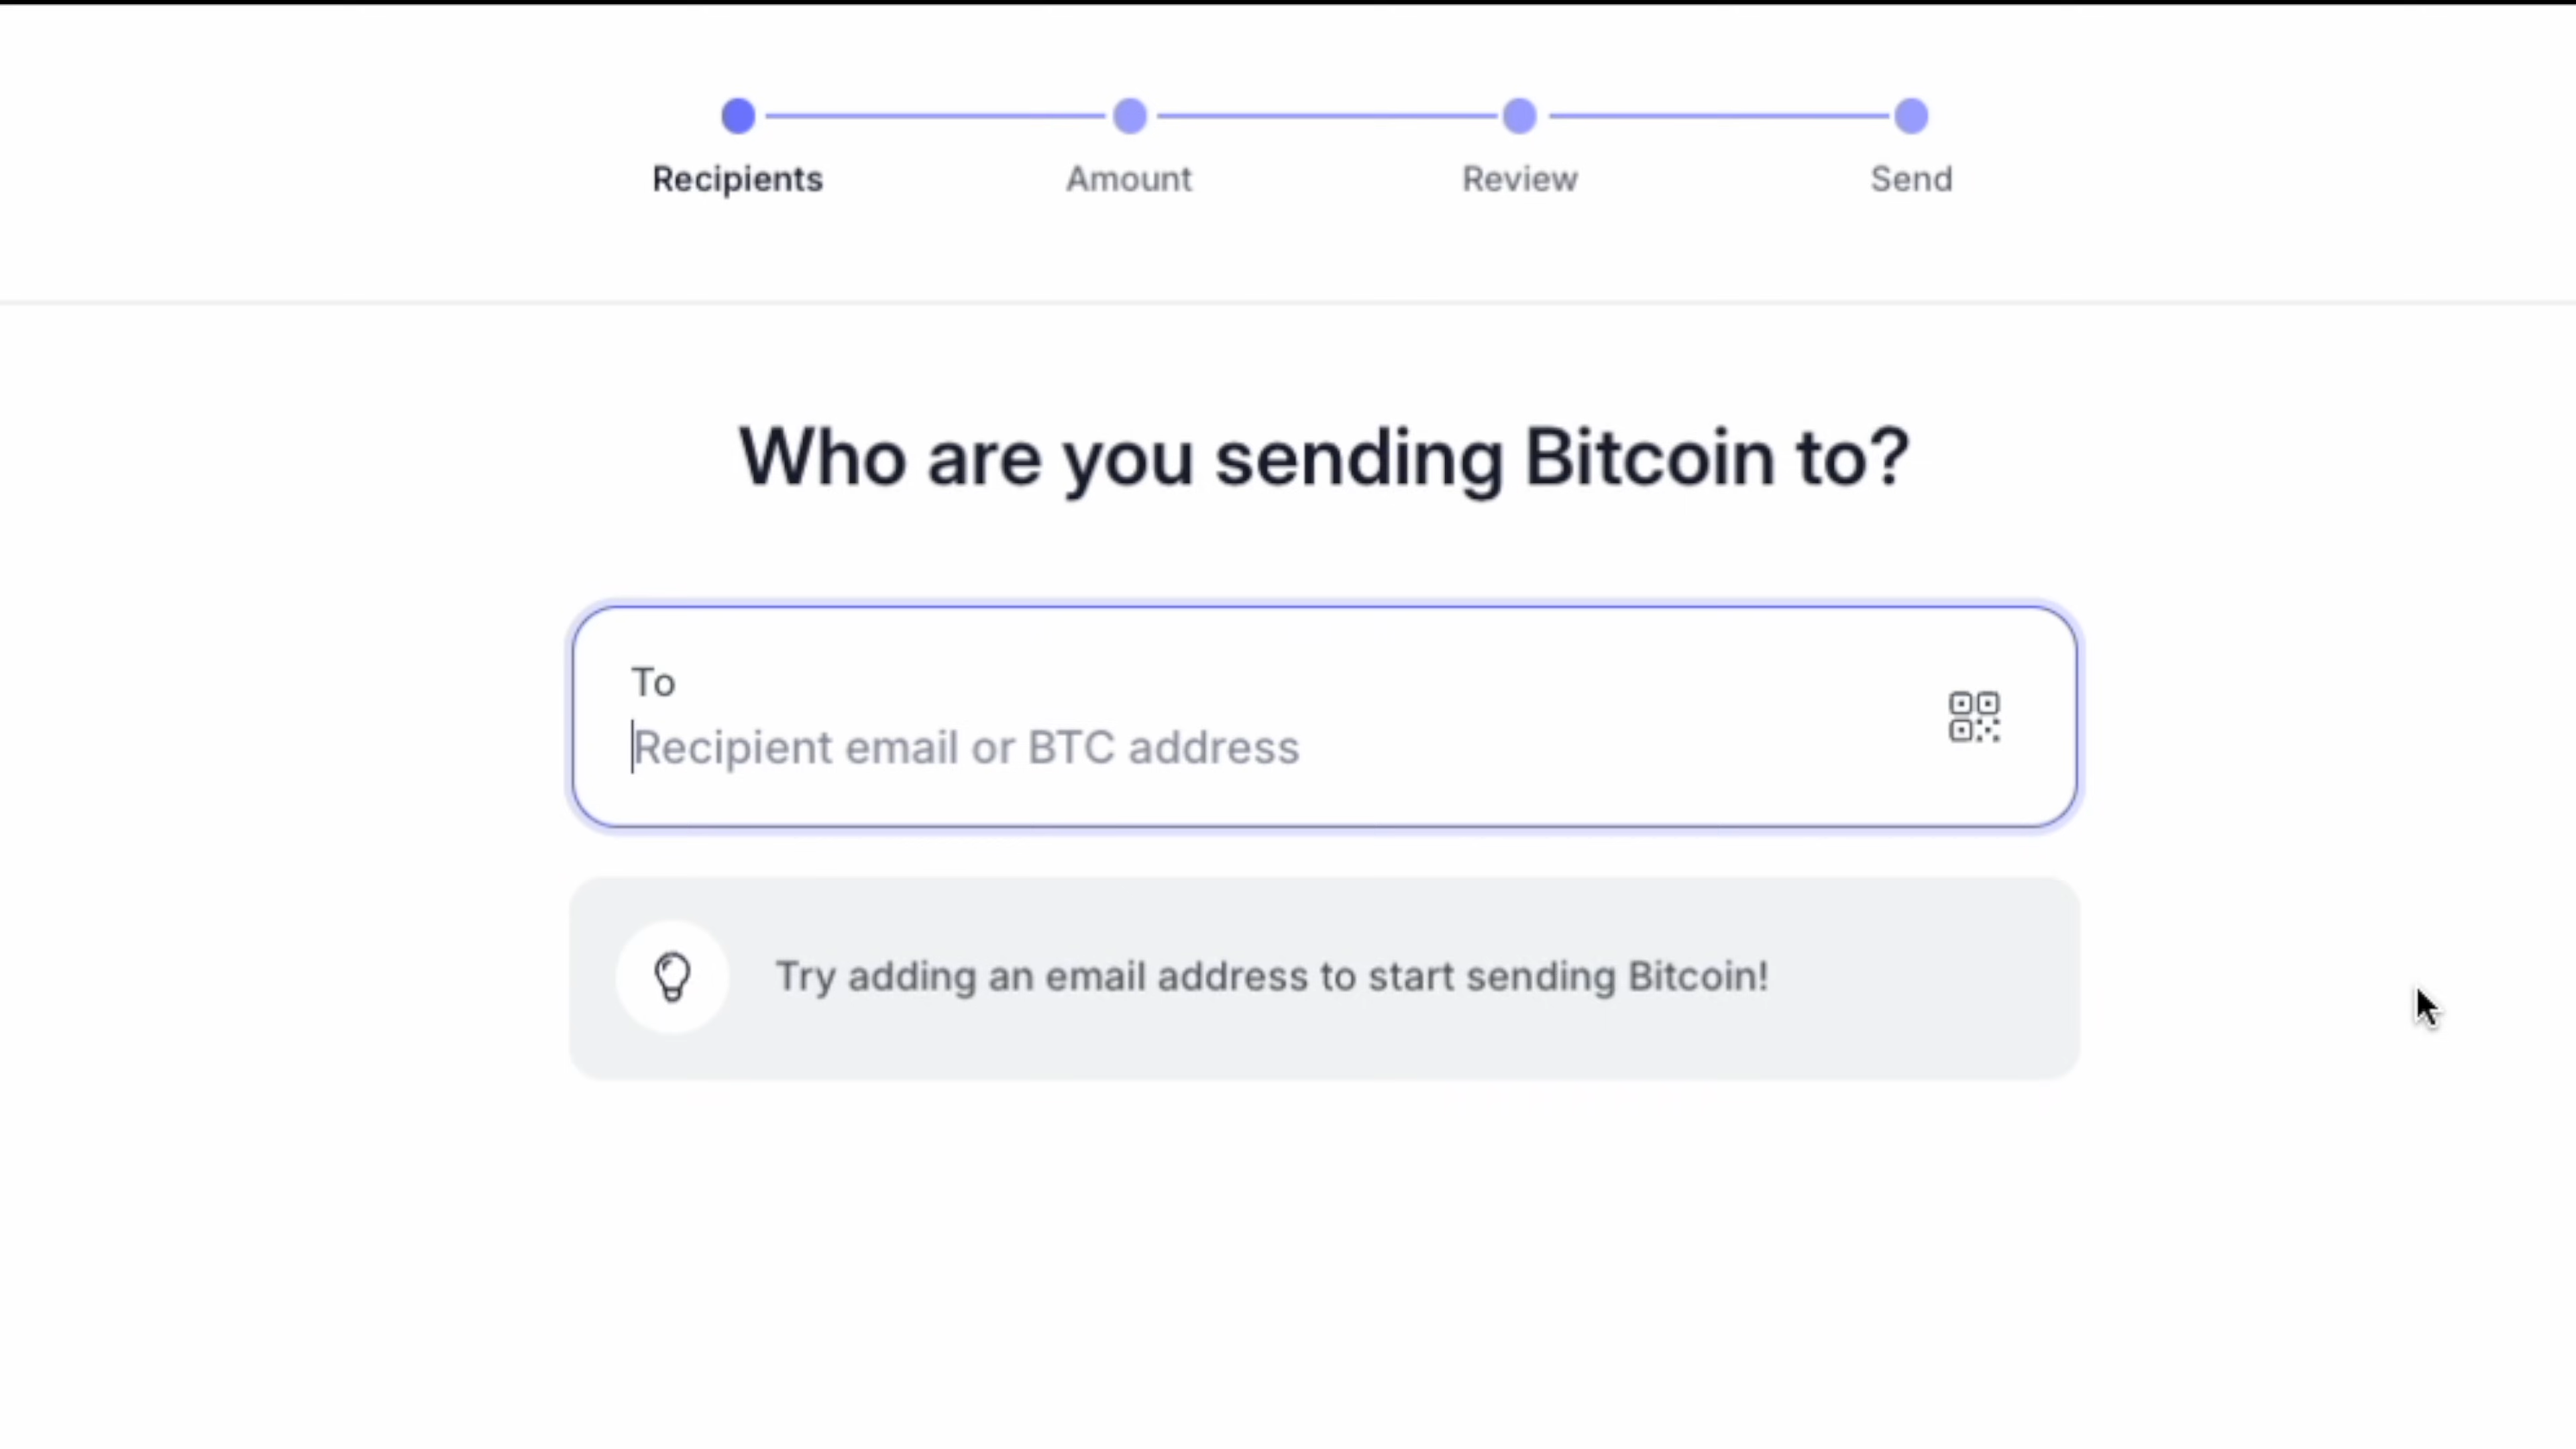 Recipients
Amount
Review
Send
Who are you sending Bitcoin to?
To
Recipient email or BTC address
Try adding an email address to start sending Bitcoin!